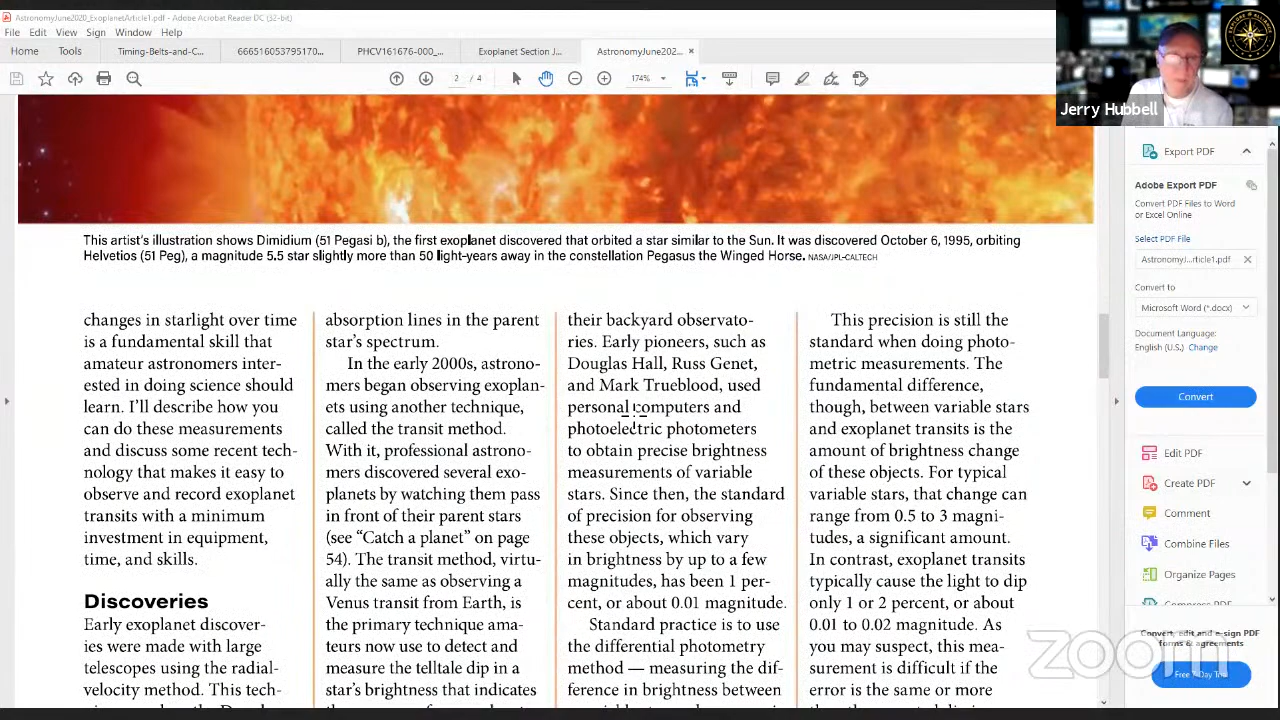 AstronomyJune2020_ExoplanetArticle1.pdf - Adobe Acrobat Reader DC (32-bit)
File Edit View Sign Window Help
Home Tools Timing-Belts-and-C... 666516053795170... PHCV161676-000_... Exoplanet Section J... AstronomyJune202... ×
2 / 4 174%
Jerry Hubbell
This artist's illustration shows Dimidium (51 Pegasi b), the first exoplanet discovered that orbited a star similar to the Sun. It was discovered October 6, 1995, orbiting
Helvetios (51 Peg), a magnitude 5.5 star slightly more than 50 light-years away in the constellation Pegasus the Winged Horse. NASA/JPL-CALTECH
changes in starlight over time
is a fundamental skill that
amateur astronomers inter-
ested in doing science should
learn. I'll describe how you
can do these measurements
and discuss some recent tech-
nology that makes it easy to
observe and record exoplanet
transits with a minimum
investment in equipment,
time, and skills.
Discoveries
Early exoplanet discover-
ies were made with large
telescopes using the radial-
velocity method. This tech-
absorption lines in the parent
star's spectrum.
In the early 2000s, astrono-
mers began observing exoplan-
ets using another technique,
called the transit method.
With it, professional astrono-
mers discovered several exo-
planets by watching them pass
in front of their parent stars
(see "Catch a planet" on page
54). The transit method, virtu-
ally the same as observing a
Venus transit from Earth, is
the primary technique ama-
teurs now use to detect and
measure the telltale dip in a
star's brightness that indicates
their backyard observato-
ries. Early pioneers, such as
Douglas Hall, Russ Genet,
and Mark Trueblood, used
personal computers and
photoelectric photometers
to obtain precise brightness
measurements of variable
stars. Since then, the standard
of precision for observing
these objects, which vary
in brightness by up to a few
magnitudes, has been 1 per-
cent, or about 0.01 magnitude.
Standard practice is to use
the differential photometry
method — measuring the dif-
ference in brightness between
This precision is still the
standard when doing photo-
metric measurements. The
fundamental difference,
though, between variable stars
and exoplanet transits is the
amount of brightness change
of these objects. For typical
variable stars, that change can
range from 0.5 to 3 magni-
tudes, a significant amount.
In contrast, exoplanet transits
typically cause the light to dip
only 1 or 2 percent, or about
0.01 to 0.02 magnitude. As
you may suspect, this mea-
surement is difficult if the
error is the same or more
Export PDF
Adobe Export PDF
Convert PDF Files to Word
or Excel Online
Select PDF File
AstronomyJ...rticle1.pdf ×
Convert to
Microsoft Word (*.docx)
Document Language:
English (U.S.) Change
Convert
Edit PDF
Create PDF
Comment
Combine Files
Organize Pages
Compress PDF
Convert, edit and e-sign PDF
forms & agreements
Free 7-Day Trial
zoom